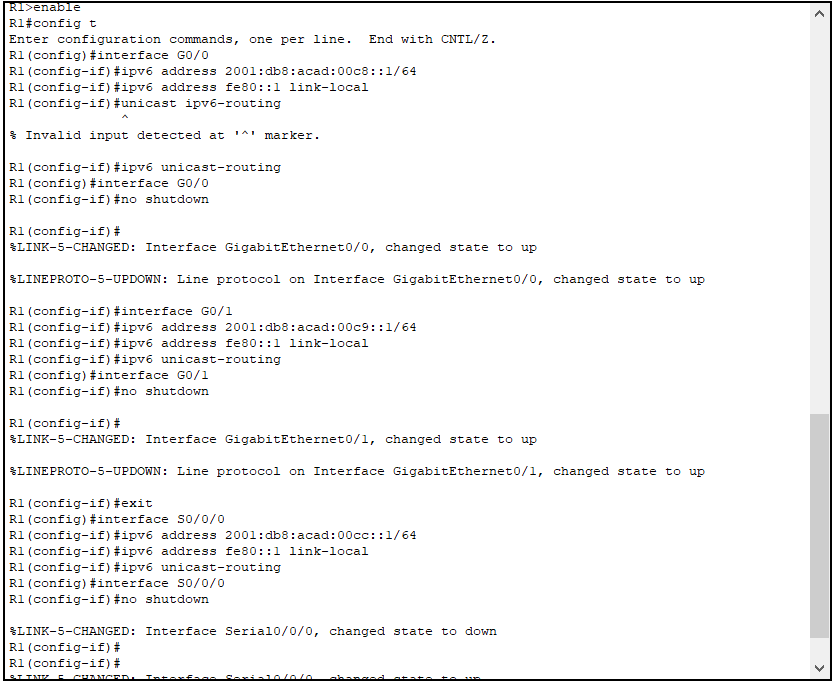 R1>enable
R1#config t
Enter configuration commands, one per line.  End with CNTL/Z.
R1(config)#interface G0/0
R1(config-if)#ipv6 address 2001:db8:acad:00c8::1/64
R1(config-if)#ipv6 address fe80::1 link-local
R1(config-if)#unicast ipv6-routing
^
% Invalid input detected at '^' marker.
R1(config-if)#ipv6 unicast-routing
R1(config)#interface G0/0
R1(config-if)#no shutdown
R1(config-if)#
%LINK-5-CHANGED: Interface GigabitEthernet0/0, changed state to up
%LINEPROTO-5-UPDOWN: Line protocol on Interface GigabitEthernet0/0, changed state to up
R1(config-if)#interface G0/1
R1(config-if)#ipv6 address 2001:db8:acad:00c9::1/64
R1(config-if)#ipv6 address fe80::1 link-local
R1(config-if)#ipv6 unicast-routing
R1(config)#interface G0/1
R1(config-if)#no shutdown
R1(config-if)#
%LINK-5-CHANGED: Interface GigabitEthernet0/1, changed state to up
%LINEPROTO-5-UPDOWN: Line protocol on Interface GigabitEthernet0/1, changed state to up
R1(config-if)#exit
R1(config)#interface S0/0/0
R1(config-if)#ipv6 address 2001:db8:acad:00cc::1/64
R1(config-if)#ipv6 address fe80::1 link-local
R1(config-if)#ipv6 unicast-routing
R1(config)#interface S0/0/0
R1(config-if)#no shutdown
%LINK-5-CHANGED: Interface Serial0/0/0, changed state to down
R1(config-if)#
R1(config-if)#
%LINK-5-CHANGED: Interface Serial0/0/0, changed state to up